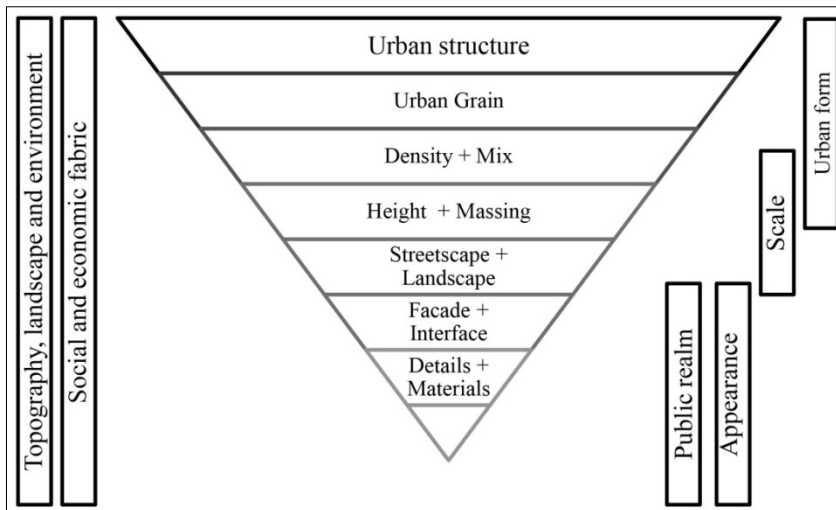 Topography, landscape and environment
Social and economic fabric
Urban structure
Urban Grain
Density + Mix
Height + Massing
Streetscape +
Landscape
Facade +
Interface
Details +
Materials
Public realm
Appearance
Scale
Urban form